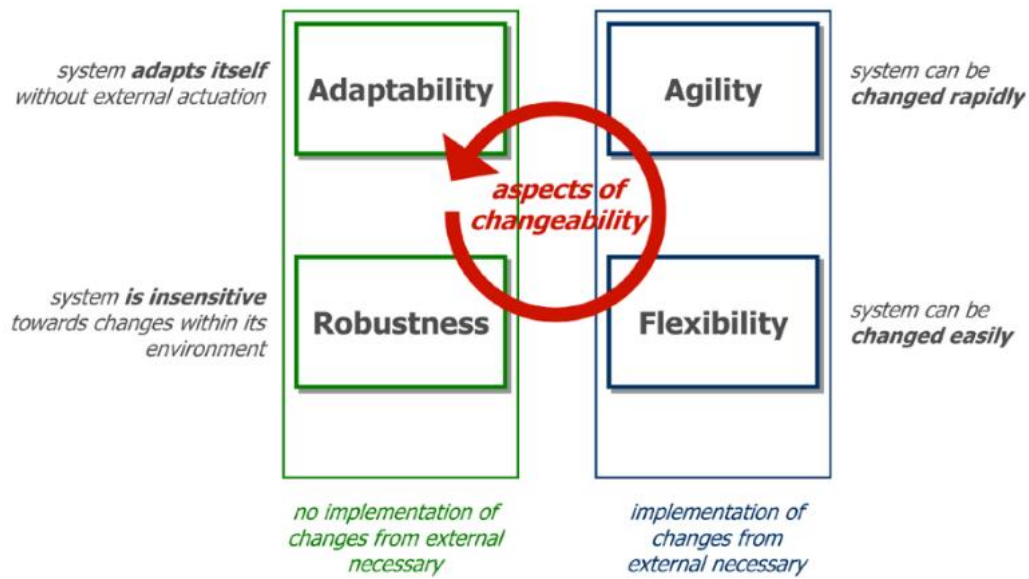 system adapts itself
without external actuation
Adaptability
Agility
system can be
changed rapidly
aspects of
changeability
system is insensitive
towards changes within its
environment
Robustness
Flexibility
system can be
changed easily
no implementation of
changes from external
necessary
implementation of
changes from
external necessary